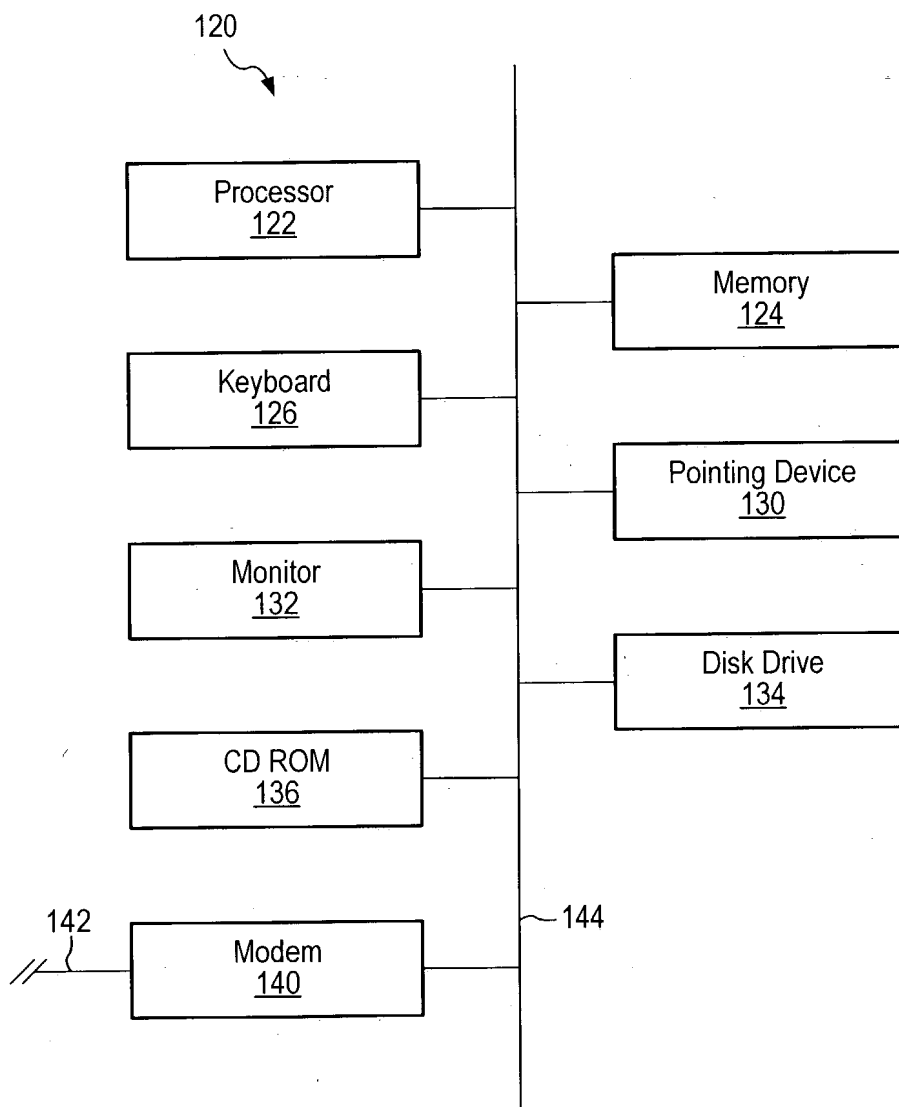 120
Processor
122
Memory
124
Keyboard
126
Pointing Device
130
Monitor
132
Disk Drive
134
CD ROM
136
142
Modem
140
144